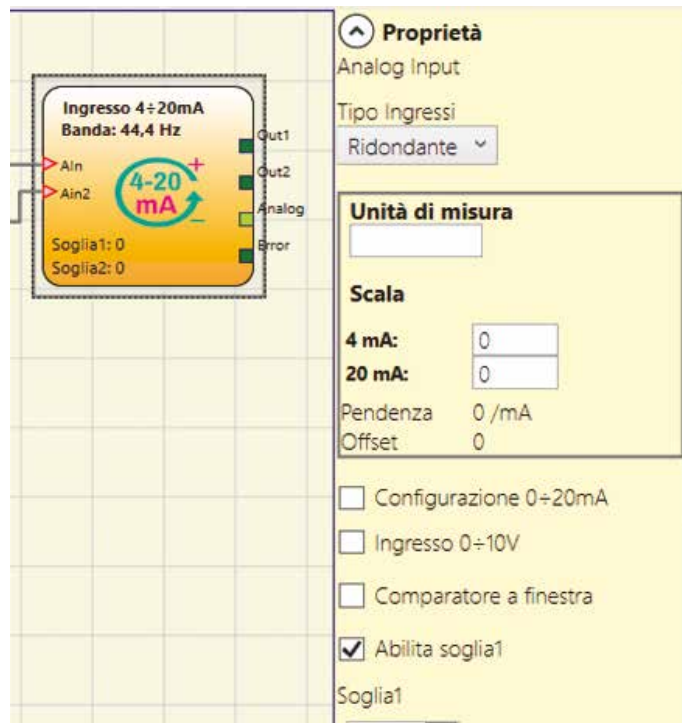 Ingresso 4÷20mA
Banda: 44,4 Hz
AIn
Ain2
4-20
mA
+
−
Out1
Out2
Analog
Error
Soglia1: 0
Soglia2: 0
Proprietà
Analog Input
Tipo Ingressi
Ridondante
Unità di misura
Scala
4 mA: 0
20 mA: 0
Pendenza 0 /mA
Offset 0
Configurazione 0÷20mA
Ingresso 0÷10V
Comparatore a finestra
Abilita soglia1
Soglia1